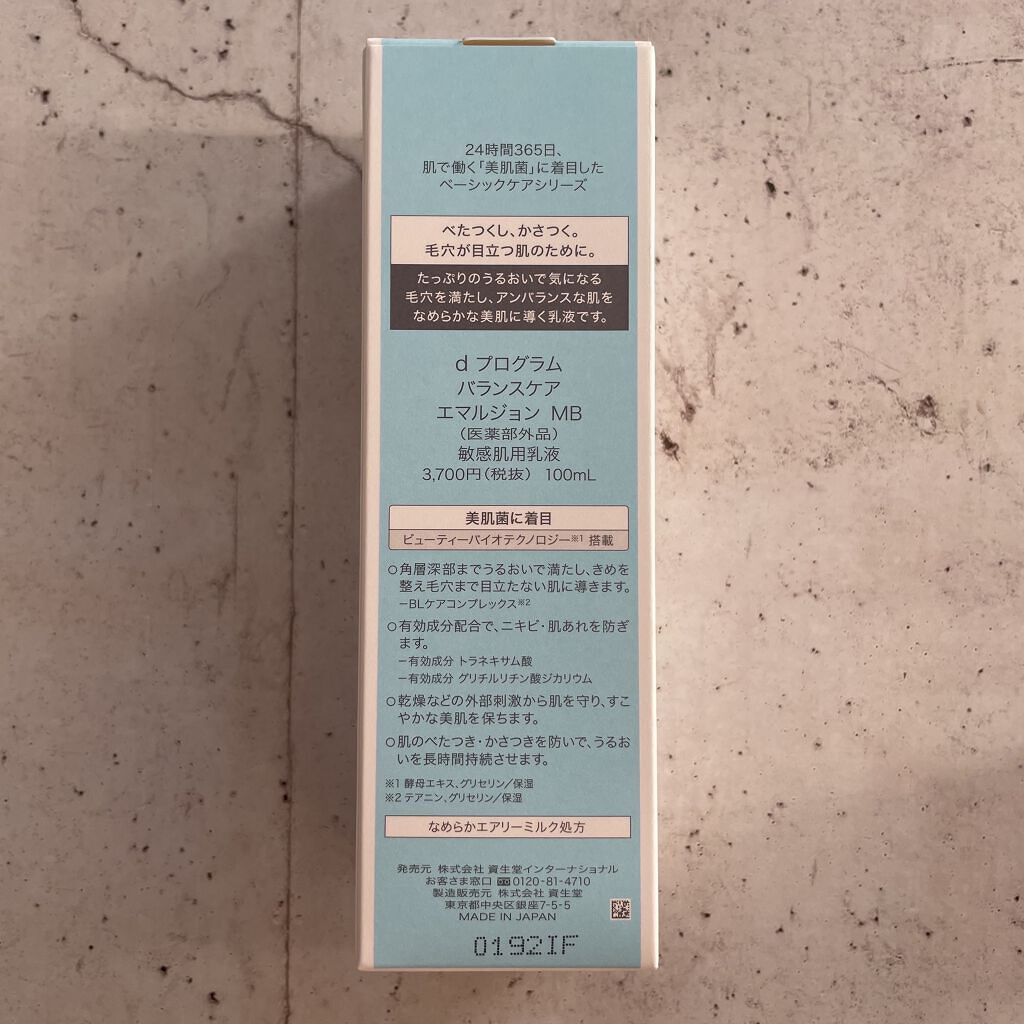 24時間365日、
肌で働く「美肌菌」に着目した
ベーシックケアシリーズ
べたつくし、かさつく。
毛穴が目立つ肌のために。
たっぷりのうるおいで気になる
毛穴を満たし、アンバランスな肌を
なめらかな美肌に導く乳液です。
d プログラム
バランスケア
エマルジョン MB
(医薬部外品)
敏感肌用乳液
3,700円(税抜) 100mL
美肌菌に着目
ビューティーバイオテクノロジー※1 搭載
○角層深部までうるおいで満たし、きめを
整え毛穴まで目立たない肌に導きます。
−BLケアコンプレックス※2
○有効成分配合で、ニキビ・肌あれを防ぎ
ます。
−有効成分 トラネキサム酸
−有効成分 グリチルリチン酸ジカリウム
○乾燥などの外部刺激から肌を守り、すこ
やかな美肌を保ちます。
○肌のべたつき・かさつきを防いで、うるお
いを長時間持続させます。
※1 酵母エキス、グリセリン/保湿
※2 テアニン、グリセリン/保湿
なめらかエアリーミルク処方
発売元 株式会社 資生堂インターナショナル
お客さま窓口 0120-81-4710
製造販売元 株式会社 資生堂
東京都中央区銀座7-5-5
MADE IN JAPAN
0192IF